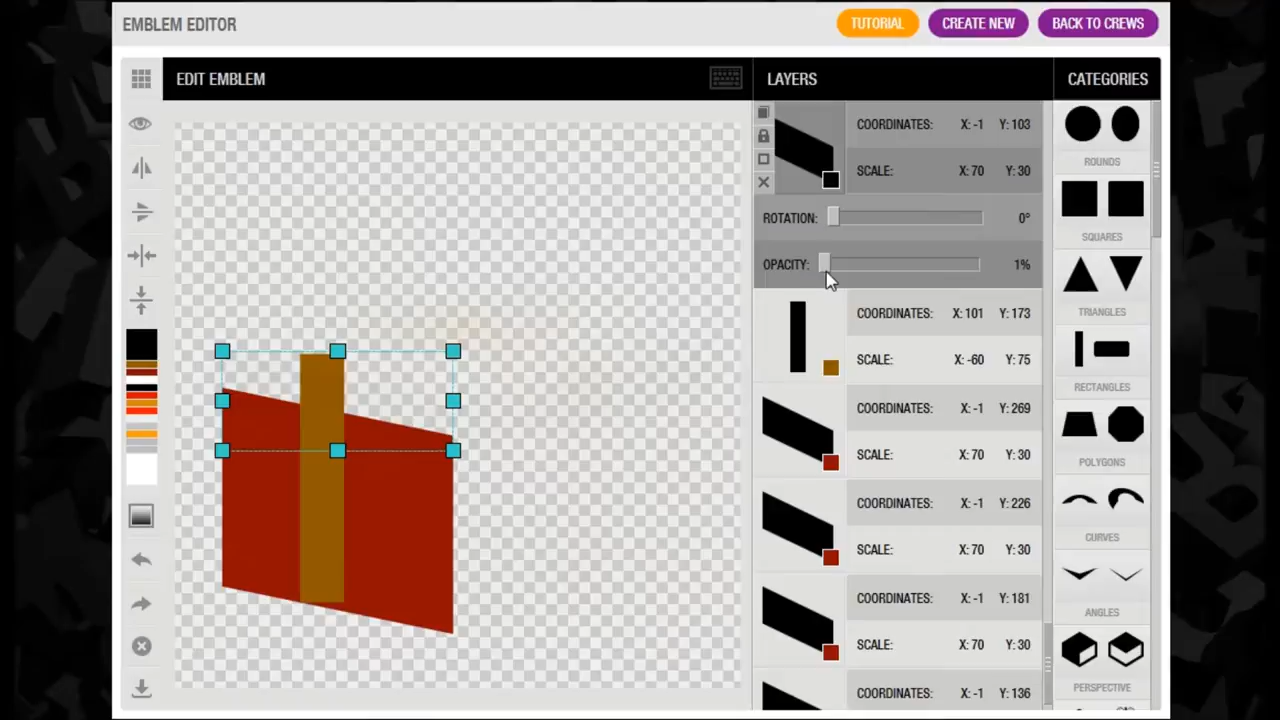 EMBLEM EDITOR
TUTORIAL
CREATE NEW
BACK TO CREWS
EDIT EMBLEM
LAYERS
CATEGORIES
COORDINATES: X: -1 Y: 103
SCALE: X: 70 Y: 30
ROTATION: 0°
OPACITY: 1%
COORDINATES: X: 101 Y: 173
SCALE: X: -60 Y: 75
COORDINATES: X: -1 Y: 269
SCALE: X: 70 Y: 30
COORDINATES: X: -1 Y: 226
SCALE: X: 70 Y: 30
COORDINATES: X: -1 Y: 181
SCALE: X: 70 Y: 30
COORDINATES: X: -1 Y: 136
ROUNDS
SQUARES
TRIANGLES
RECTANGLES
POLYGONS
CURVES
ANGLES
PERSPECTIVE